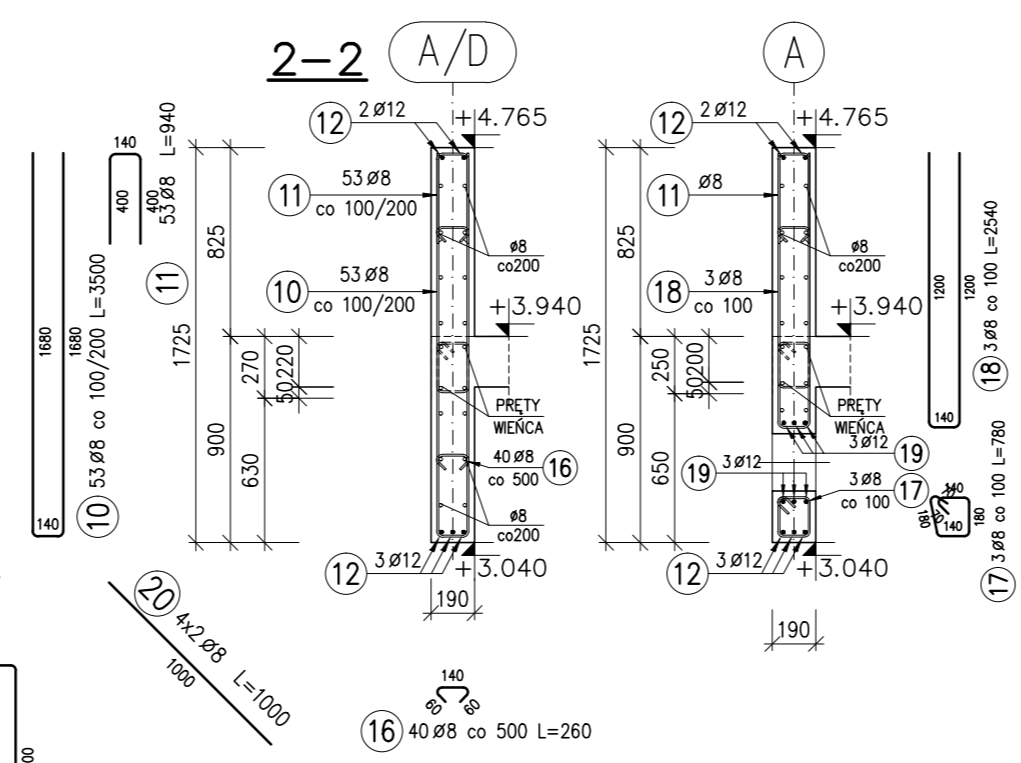 2-2
A/D
A
140
400
400
11 53Ø8 L=940
1680
1680
140
10 53Ø8 co 100/200 L=3500
12 2Ø12
+4.765
11 53Ø8
co 100/200
ø8
co200
10 53Ø8
co 100/200
+3.940
PRĘTY
WIEŃCA
40Ø8 16
co 500
ø8
co200
12 3Ø12
+3.040
190
1725
825
900
270
630
220
50
12 2Ø12
+4.765
11 Ø8
ø8
co200
18 3Ø8
co 100
+3.940
PRĘTY
WIEŃCA
3Ø12
19
19 3Ø12
3Ø8 17
co 100
12 3Ø12
+3.040
190
1725
825
900
250
650
200
50
1200
1200
140
18 3Ø8 co 100 L=2540
140
180
180
140
17 3Ø8 co 100 L=780
20 4x2Ø8 L=1000
1000
140
60
60
16 40Ø8 co 500 L=260